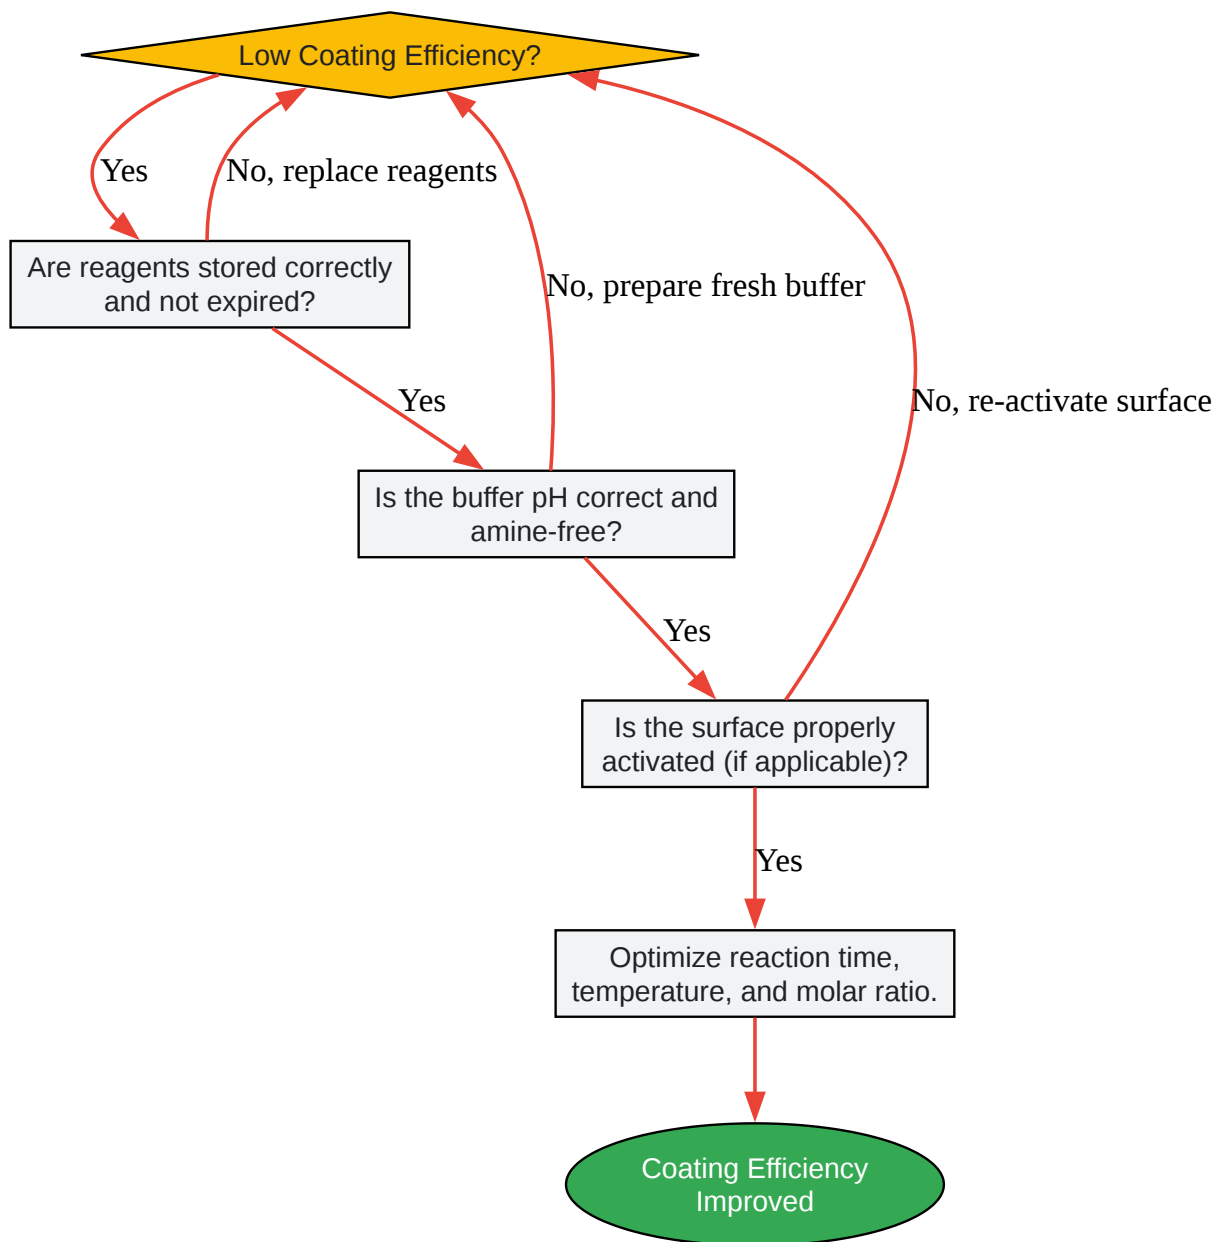 Low Coating Efficiency?
Yes
No, replace reagents
Are reagents stored correctly
and not expired?
No, prepare fresh buffer
Yes
No, re-activate surface
Is the buffer pH correct and
amine-free?
Yes
Is the surface properly
activated (if applicable)?
Yes
Optimize reaction time,
temperature, and molar ratio.
Coating Efficiency
Improved